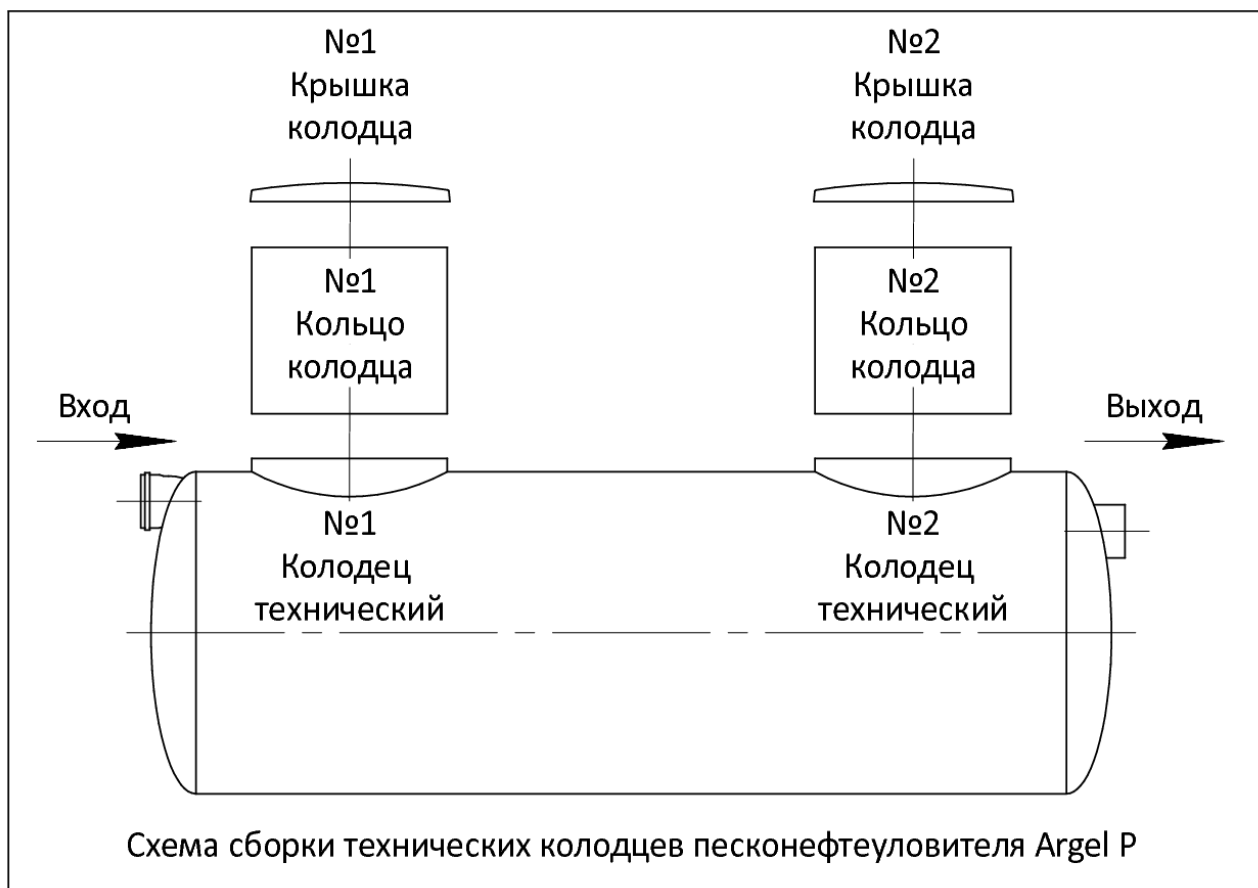 №1
Крышка
колодца
№2
Крышка
колодца
№1
Кольцо
колодца
№2
Кольцо
колодца
Вход
Выход
№1
Колодец
технический
№2
Колодец
технический
Схема сборки технических колодцев песконефтеуловителя Argel P